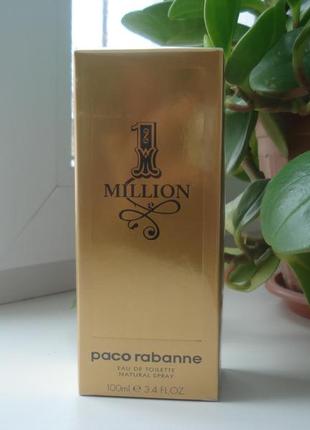 1
MILLION
paco rabanne
EAU DE TOILETTE
NATURAL SPRAY
100ml ℮ 3.4 FL.OZ